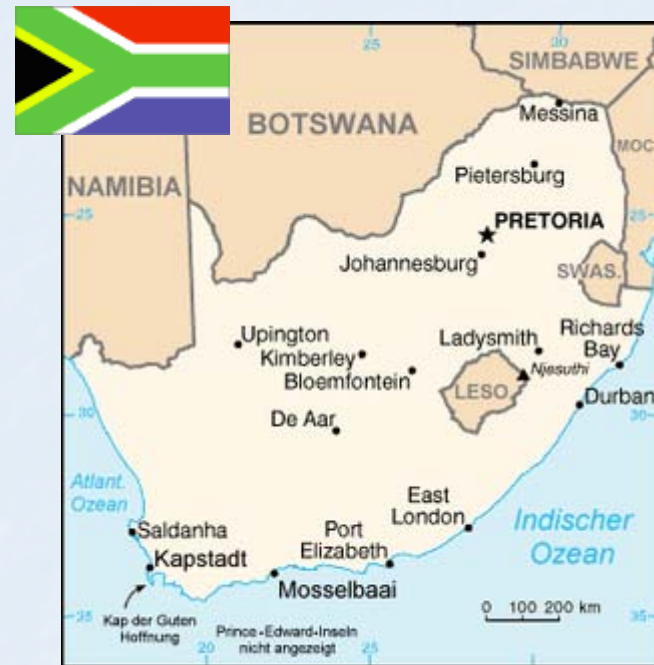 25
30
SIMBABWE
Messina
BOTSWANA
MOC
Pietersburg
NAMIBIA
25
25
PRETORIA
Johannesburg
SWAS.
Upington
Ladysmith
Richards
Bay
Kimberley
Njesuthi
Bloemfontein
LESO.
Durban
30
De Aar
30
Atlant.
Ozean
East
London
Indischer
Ozean
Saldanha
Port
Elizabeth
Kapstadt
Mosselbaai
0 100 200 km
Kap der Guten
Hoffnung
Prince-Edward-Inseln
nicht angezeigt
35
35
20
25